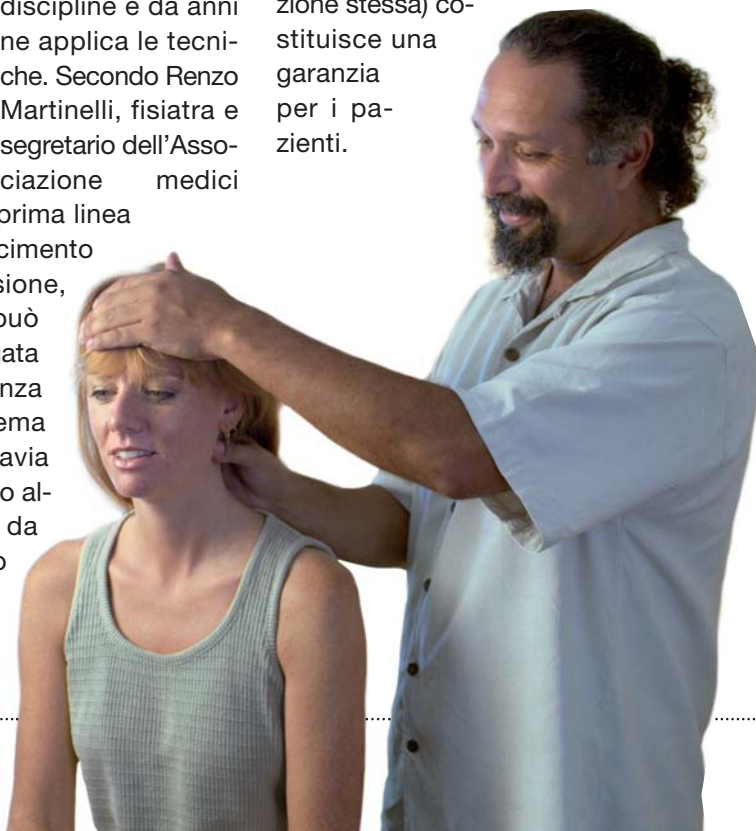 discipline e da anni
ne applica le tecni-
che. Secondo Renzo
Martinelli, fisiatra e
segretario dell'Asso-
ciazione medici
prima linea
cimento
sione,
può
nza
ema
avia
o al-
da
o
zione stessa) co-
stituisce una
garanzia
per i pa-
zienti.